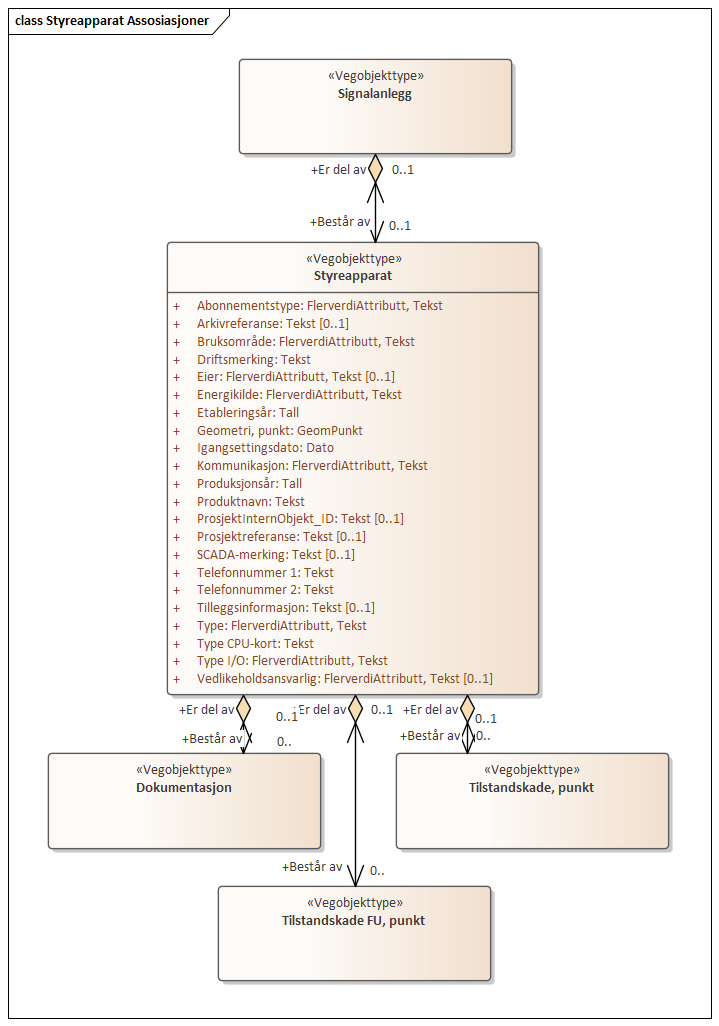 class Styreapparat Assosiasjoner
«Vegobjekttype»
Signalanlegg
+Er del av
0..1
+Består av
0..1
«Vegobjekttype»
Styreapparat
+ Abonnementstype: FlerverdiAttributt, Tekst
+ Arkivreferanse: Tekst [0..1]
+ Bruksområde: FlerverdiAttributt, Tekst
+ Driftsmerking: Tekst
+ Eier: FlerverdiAttributt, Tekst [0..1]
+ Energikilde: FlerverdiAttributt, Tekst
+ Etableringsår: Tall
+ Geometri, punkt: GeomPunkt
+ Igangsettingsdato: Dato
+ Kommunikasjon: FlerverdiAttributt, Tekst
+ Produksjonsår: Tall
+ Produktnavn: Tekst
+ ProsjektInternObjekt_ID: Tekst [0..1]
+ Prosjektreferanse: Tekst [0..1]
+ SCADA-merking: Tekst [0..1]
+ Telefonnummer 1: Tekst
+ Telefonnummer 2: Tekst
+ Tilleggsinformasjon: Tekst [0..1]
+ Type: FlerverdiAttributt, Tekst
+ Type CPU-kort: Tekst
+ Type I/O: FlerverdiAttributt, Tekst
+ Vedlikeholdsansvarlig: FlerverdiAttributt, Tekst [0..1]
+Er del av
0..1
Er del av
0..1
+Er del av
0..1
+Består av
0..
+Består av
0..
«Vegobjekttype»
Dokumentasjon
«Vegobjekttype»
Tilstandskade, punkt
+Består av
0..
«Vegobjekttype»
Tilstandskade FU, punkt